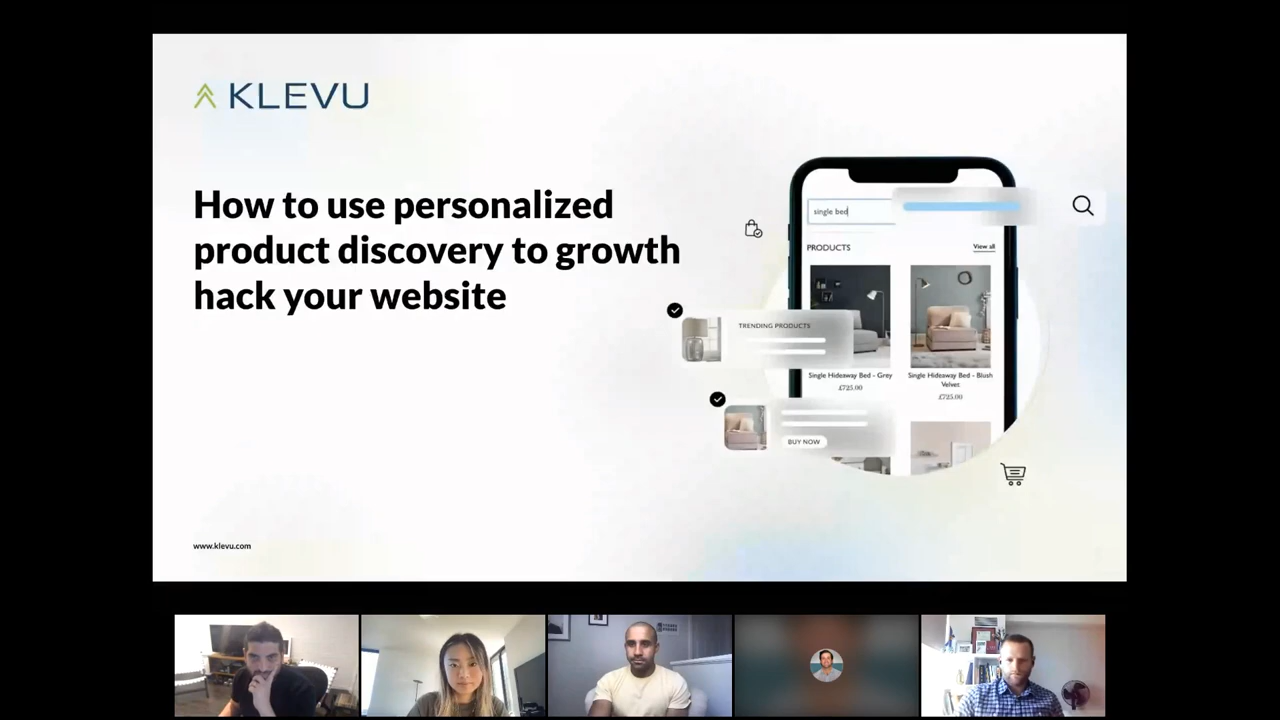 KLEVU
How to use personalized
product discovery to growth
hack your website
single bed
PRODUCTS
View all
TRENDING PRODUCTS
Single Hideaway Bed - Grey
£725.00
Single Hideaway Bed - Blush
Velvet
£725.00
BUY NOW
www.klevu.com